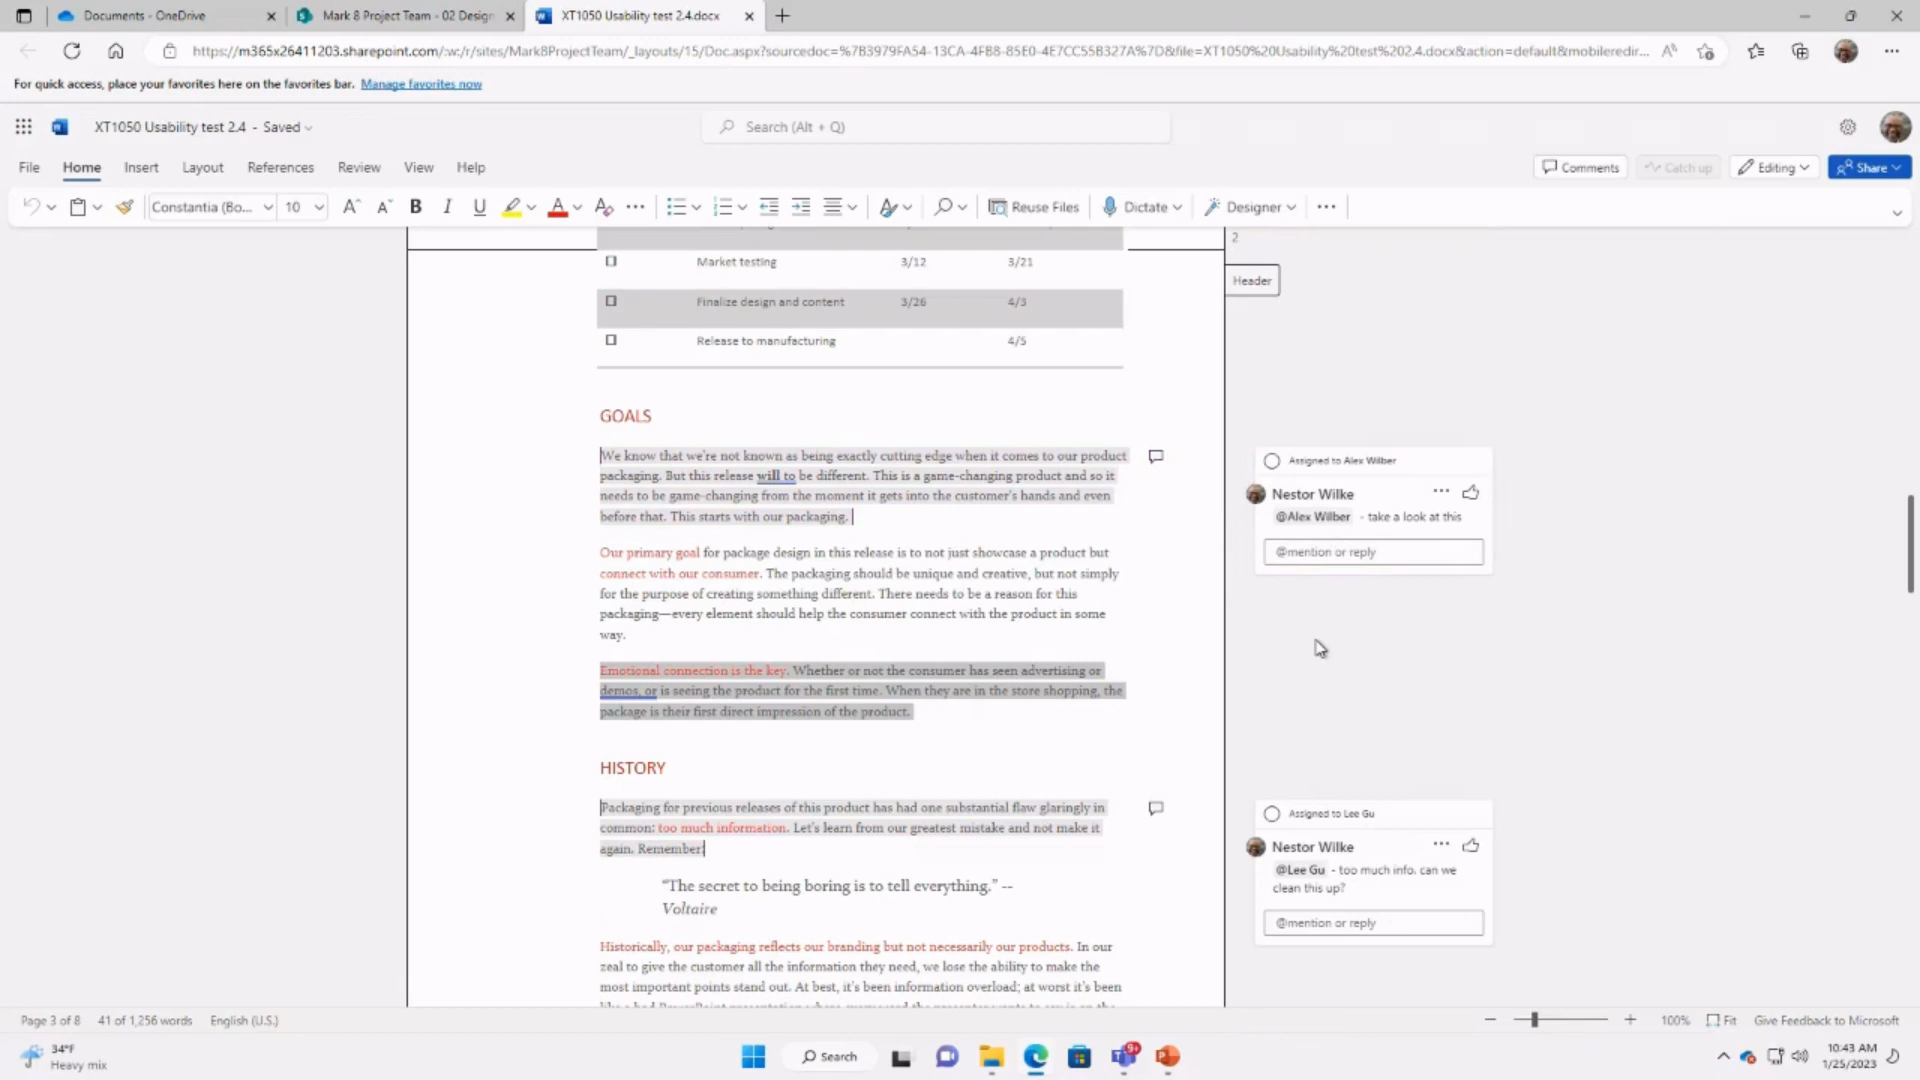 Documents - OneDrive
Mark 8 Project Team - 02 Design
XT1050 Usability test 2.4.docx
https://m365x26411203.sharepoint.com/:w:/r/sites/Mark8ProjectTeam/_layouts/15/Doc.aspx?sourcedoc=%7B3979FA54-13CA-4FB8-85E0-4E7CC55B327A%7D&file=XT1050%20Usability%20test%202.4.docx&action=default&mobileredir...
For quick access, place your favorites here on the favorites bar. Manage favorites now
XT1050 Usability test 2.4 - Saved
Search (Alt + Q)
File Home Insert Layout References Review View Help
Comments Catch up Editing Share
Constantia (Bo... 10 A A B I U A A Reuse Files Dictate Designer
2
Header
Market testing 3/12 3/21
Finalize design and content 3/26 4/3
Release to manufacturing 4/5
GOALS
We know that we're not known as being exactly cutting edge when it comes to our product
packaging. But this release will to be different. This is a game-changing product and so it
needs to be game-changing from the moment it gets into the customer's hands and even
before that. This starts with our packaging.
Our primary goal for package design in this release is to not just showcase a product but
connect with our consumer. The packaging should be unique and creative, but not simply
for the purpose of creating something different. There needs to be a reason for this
packaging—every element should help the consumer connect with the product in some
way.
Emotional connection is the key. Whether or not the consumer has seen advertising or
demos, or is seeing the product for the first time. When they are in the store shopping, the
package is their first direct impression of the product.
HISTORY
Packaging for previous releases of this product has had one substantial flaw glaringly in
common: too much information. Let's learn from our greatest mistake and not make it
again. Remember:
"The secret to being boring is to tell everything." --
Voltaire
Historically, our packaging reflects our branding but not necessarily our products. In our
zeal to give the customer all the information they need, we lose the ability to make the
most important points stand out. At best, it's been information overload; at worst it's been
Assigned to Alex Wilber
Nestor Wilke
@Alex Wilber - take a look at this
@mention or reply
Assigned to Lee Gu
Nestor Wilke
@Lee Gu - too much info. can we
clean this up?
@mention or reply
Page 3 of 8 41 of 1,256 words English (U.S.)
100% Fit Give Feedback to Microsoft
34°F
Heavy mix
Search
9+
10:43 AM
1/25/2023